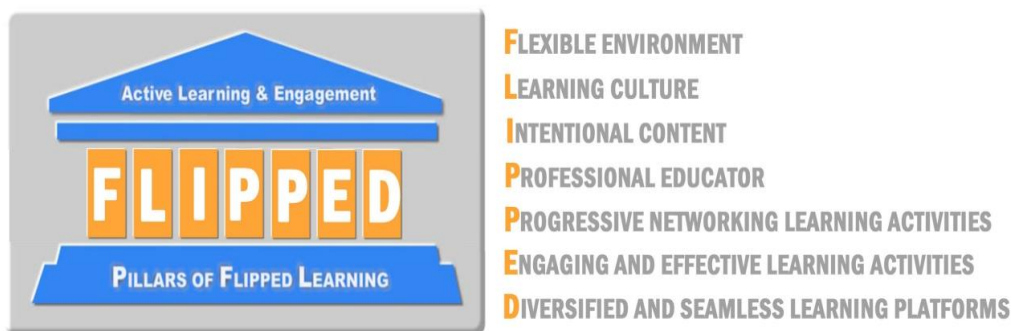 Active Learning & Engagement
FLIPPED
PILLARS OF FLIPPED LEARNING
FLEXIBLE ENVIRONMENT
LEARNING CULTURE
INTENTIONAL CONTENT
PROFESSIONAL EDUCATOR
PROGRESSIVE NETWORKING LEARNING ACTIVITIES
ENGAGING AND EFFECTIVE LEARNING ACTIVITIES
DIVERSIFIED AND SEAMLESS LEARNING PLATFORMS